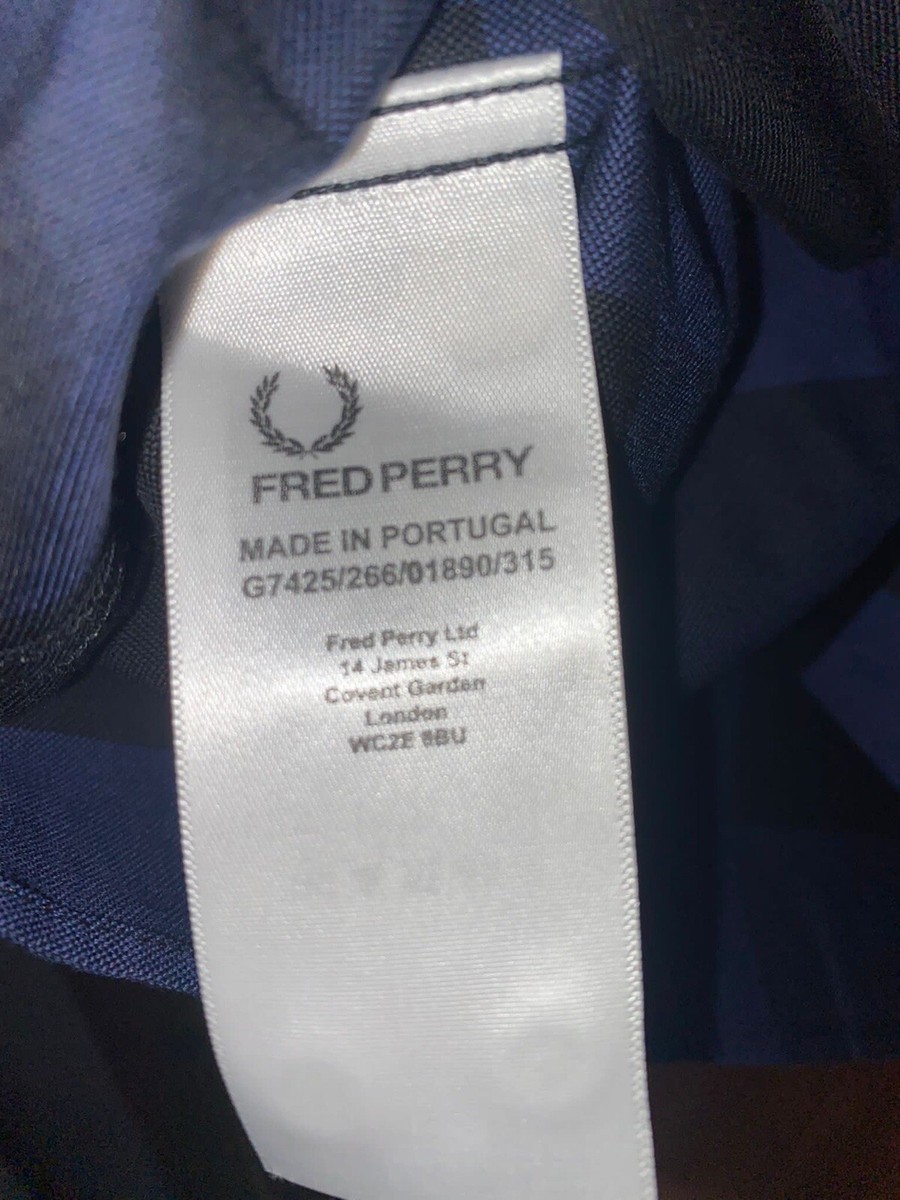 FRED PERRY
MADE IN PORTUGAL
G7425/266/01890/315
Fred Perry Ltd
14 James St
Covent Garden
London
WC2E 8BU